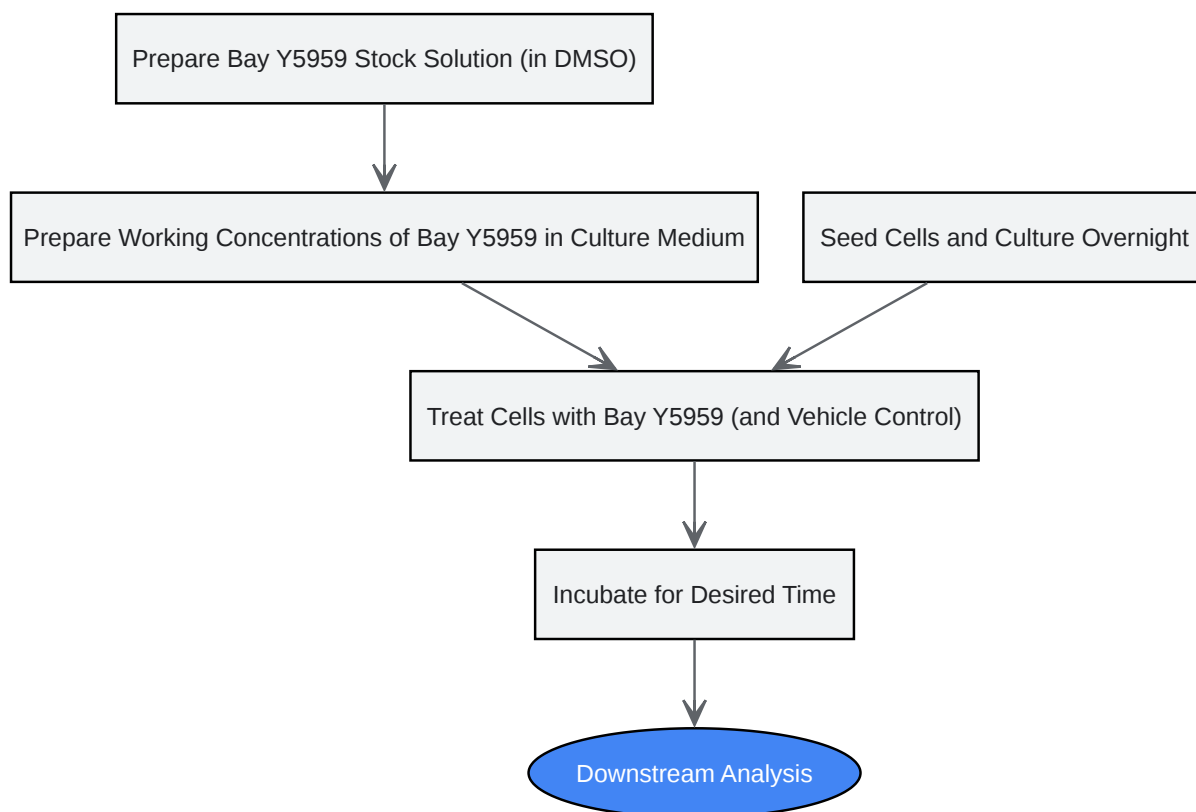 Prepare Bay Y5959 Stock Solution (in DMSO)
Prepare Working Concentrations of Bay Y5959 in Culture Medium
Seed Cells and Culture Overnight
Treat Cells with Bay Y5959 (and Vehicle Control)
Incubate for Desired Time
Downstream Analysis